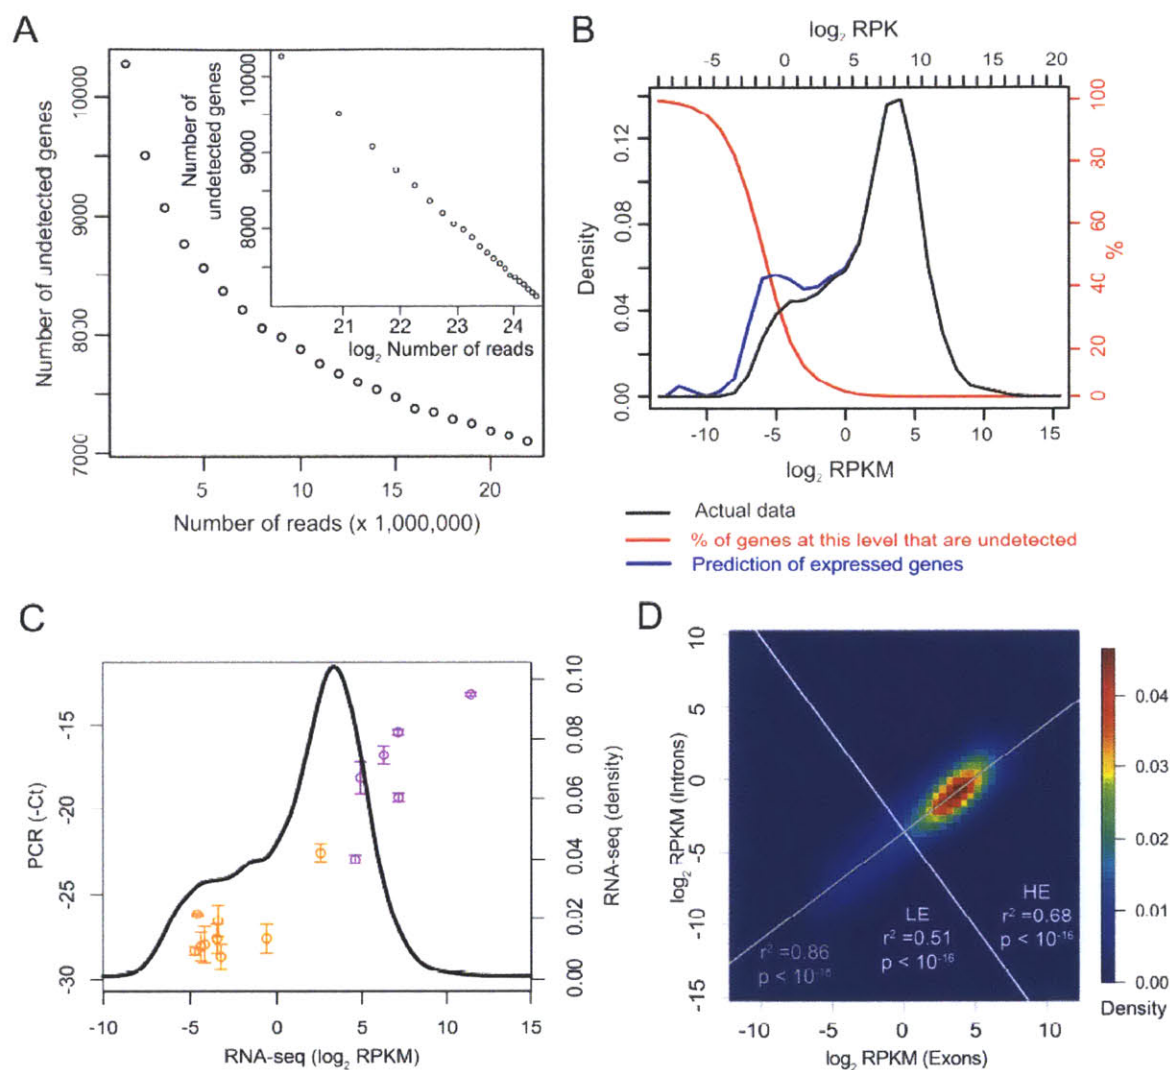 A
Number of undetected genes
10000
9000
8000
7000
5
10
15
20
Number of reads (x 1,000,000)
Number of
undetected genes
10000
9000
8000
21
22
23
24
log₂ Number of reads
B
log₂ RPK
-5
0
5
10
15
20
Density
0.12
0.08
0.04
0.00
100
80
60
40
20
0
%
-10
-5
0
5
10
15
log₂ RPKM
Actual data
% of genes at this level that are undetected
Prediction of expressed genes
C
PCR (-Ct)
-15
-20
-25
-30
0.10
0.08
0.06
0.04
0.02
0.00
RNA-seq (density)
-10
-5
0
5
10
15
RNA-seq (log₂ RPKM)
D
log₂ RPKM (Introns)
10
5
0
-5
-10
-15
r² =0.86
p < 10⁻¹⁶
LE
r² =0.51
p < 10⁻¹⁶
HE
r² =0.68
p < 10⁻¹⁶
-10
-5
0
5
10
log₂ RPKM (Exons)
0.04
0.03
0.02
0.01
0.00
Density